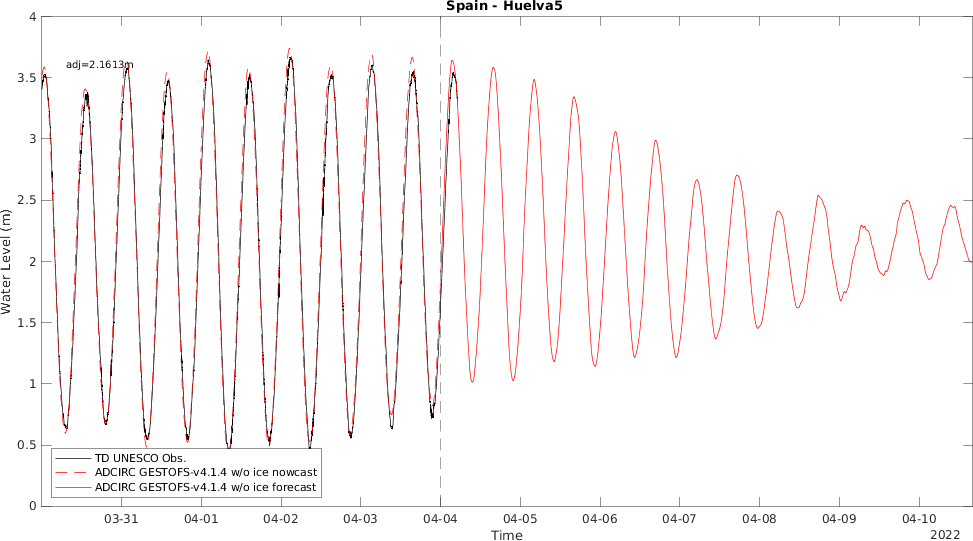 Spain - Huelva5
4
adj=2.1613m
3.5
3
2.5
2
1.5
1
0.5
0
Water Level (m)
TD UNESCO Obs.
ADCIRC GESTOFS-v4.1.4 w/o ice nowcast
ADCIRC GESTOFS-v4.1.4 w/o ice forecast
03-31 04-01 04-02 04-03 04-04 04-05 04-06 04-07 04-08 04-09 04-10
Time
2022